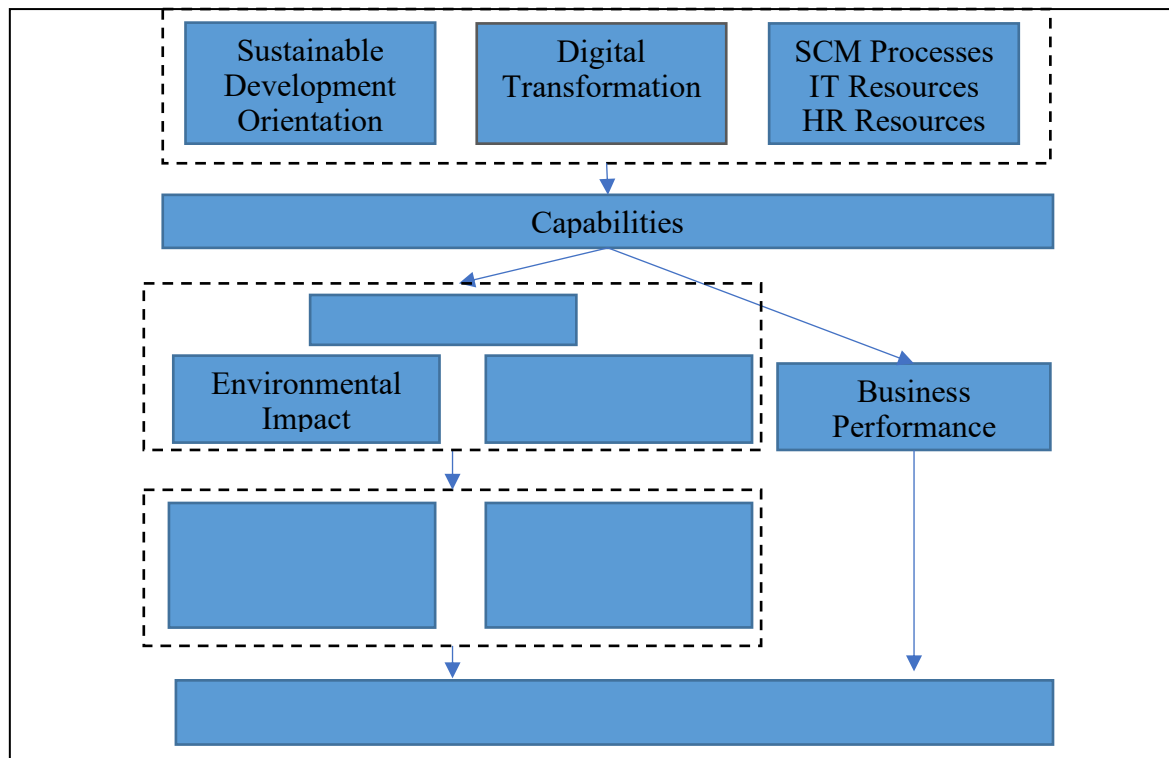 Sustainable
Development
Orientation
Digital
Transformation
SCM Processes
IT Resources
HR Resources
Capabilities
Environmental
Impact
Business
Performance